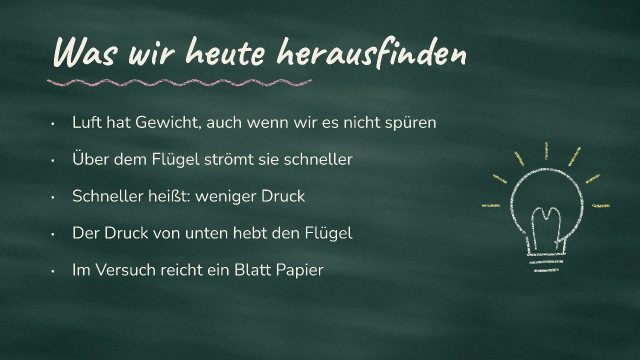 Was wir heute herausfinden
• Luft hat Gewicht, auch wenn wir es nicht spüren
• Über dem Flügel strömt sie schneller
• Schneller heißt: weniger Druck
• Der Druck von unten hebt den Flügel
• Im Versuch reicht ein Blatt Papier